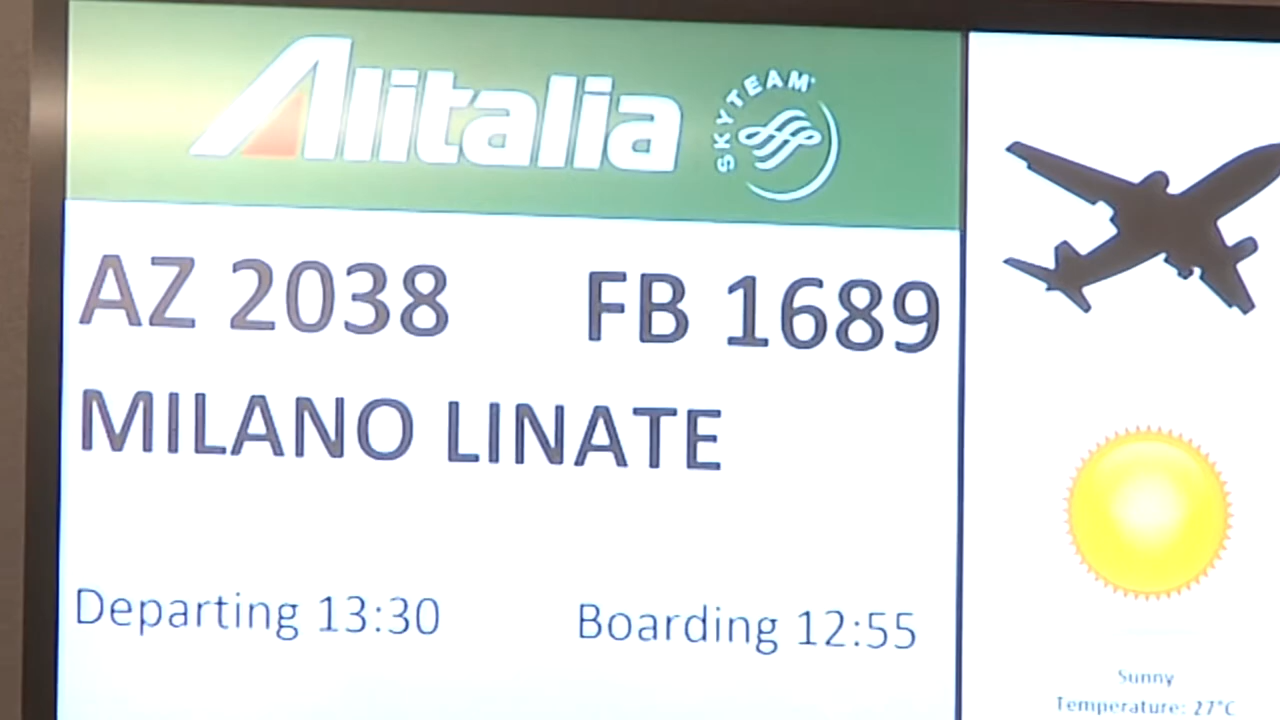 Alitalia
SKYTEAM
AZ 2038 FB 1689
MILANO LINATE
Departing 13:30 Boarding 12:55
Sunny
Temperature: 27°C